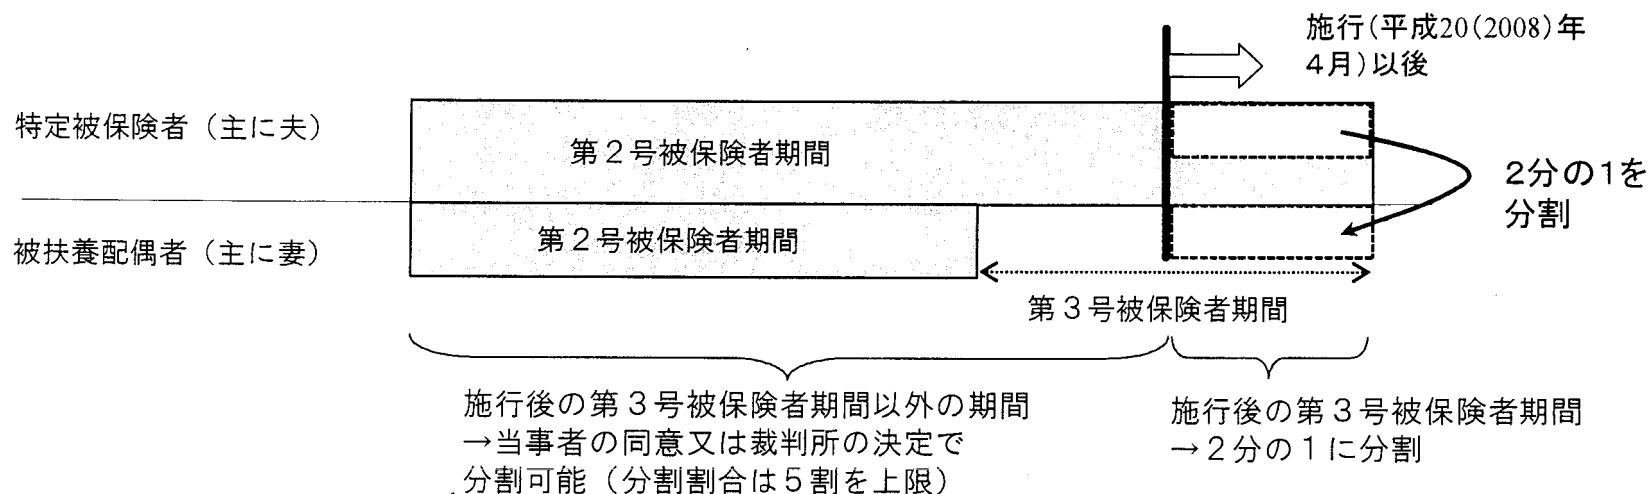 施行(平成20(2008)年
4月)以後
特定被保険者（主に夫）
第２号被保険者期間
2分の1を
分割
被扶養配偶者（主に妻）
第２号被保険者期間
第３号被保険者期間
施行後の第３号被保険者期間以外の期間
→当事者の同意又は裁判所の決定で
分割可能（分割割合は５割を上限）
施行後の第３号被保険者期間
→２分の１に分割